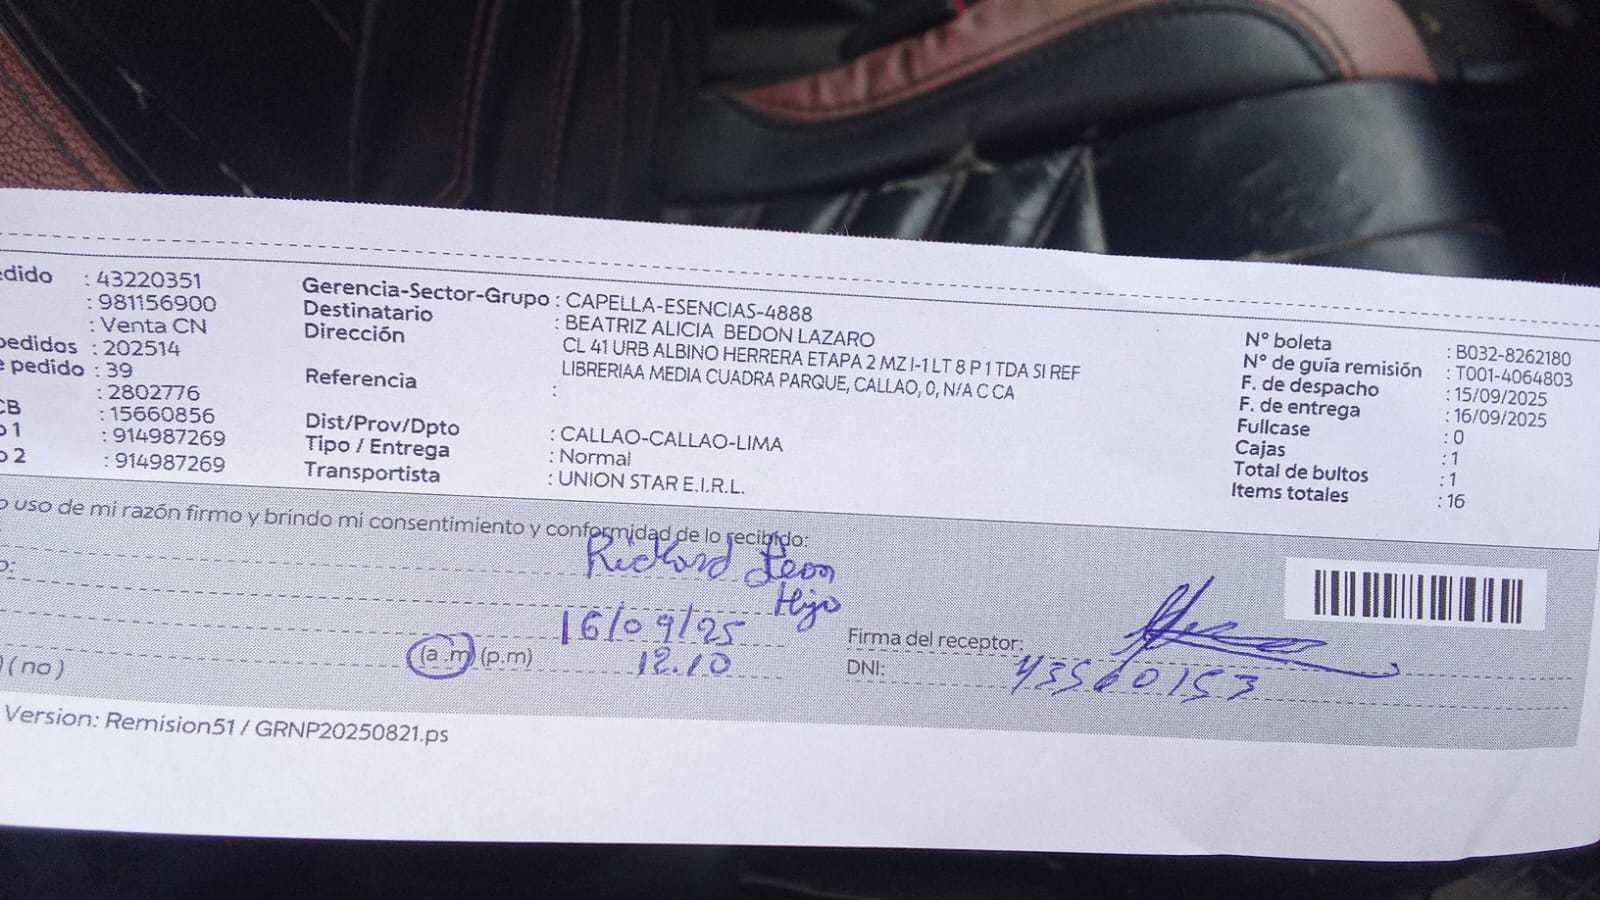 edido : 43220351
: 981156900
: Venta CN
pedidos : 202514
e pedido : 39
: 2802776
CB : 15660856
o 1 : 914987269
o 2 : 914987269
Gerencia-Sector-Grupo : CAPELLA-ESENCIAS-4888
Destinatario : BEATRIZ ALICIA BEDON LAZARO
Dirección CL 41 URB ALBINO HERRERA ETAPA 2 MZ I-1 LT 8 P 1 TDA SI REF
LIBRERIAA MEDIA CUADRA PARQUE, CALLAO, 0, N/A C CA
Referencia :
Dist/Prov/Dpto : CALLAO-CALLAO-LIMA
Tipo / Entrega : Normal
Transportista : UNION STAR E.I.R.L.
N° boleta : B032-8262180
N° de guía remisión : T001-4064803
F. de despacho : 15/09/2025
F. de entrega : 16/09/2025
Fullcase : 0
Cajas : 1
Total de bultos : 1
Items totales : 16
o uso de mi razón firmo y brindo mi consentimiento y conformidad de lo recibido:
Rickard Leon
o:
Hijo
16/09/25
(a.m) (p.m) 12.10
) ( no )
Firma del receptor:
DNI: 43560153
Version: Remision51 / GRNP20250821.ps